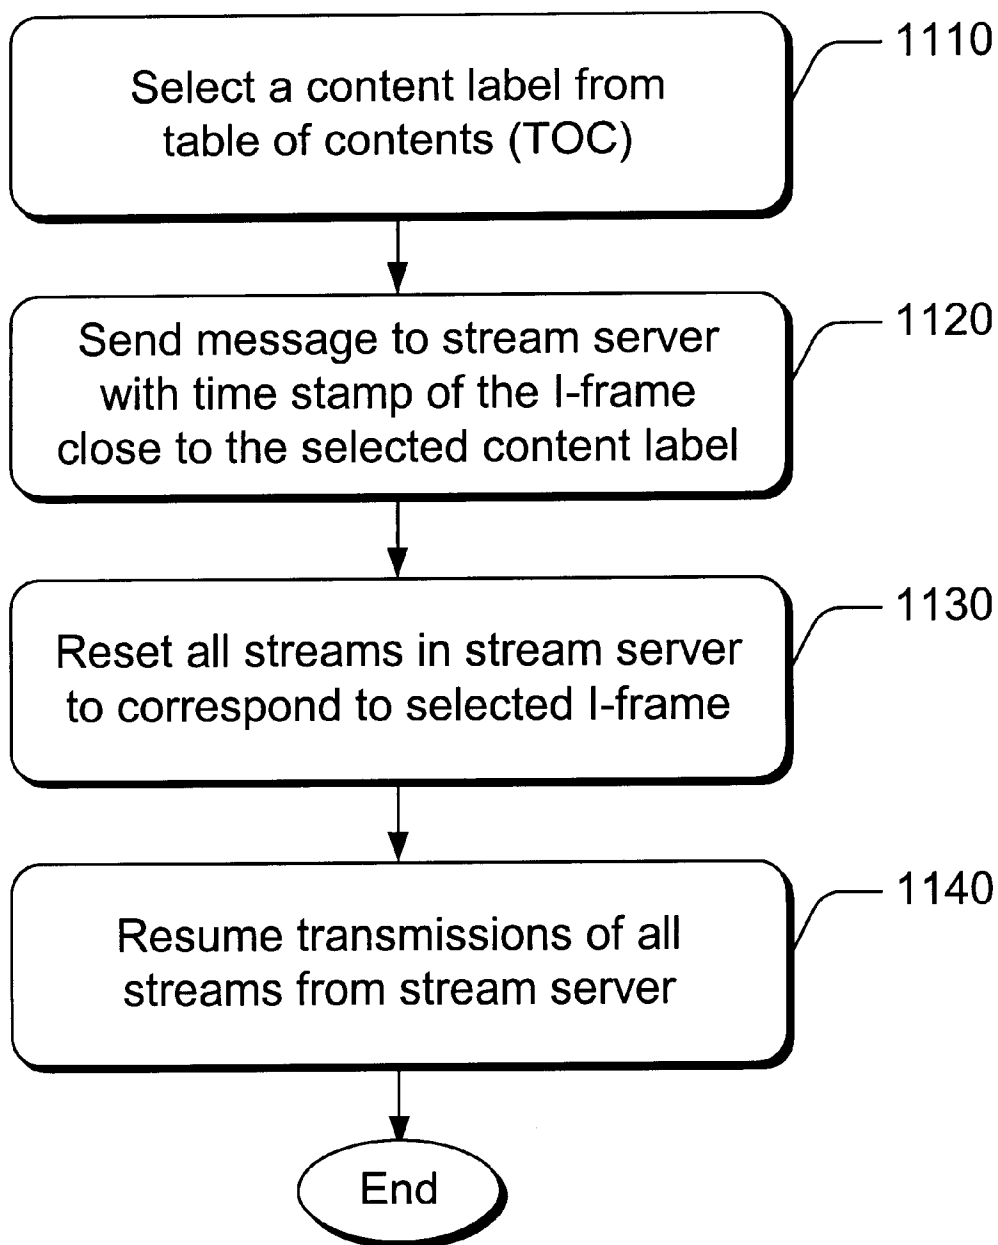 1110
Select a content label from
table of contents (TOC)
1120
Send message to stream server
with time stamp of the I-frame
close to the selected content label
1130
Reset all streams in stream server
to correspond to selected I-frame
1140
Resume transmissions of all
streams from stream server
End